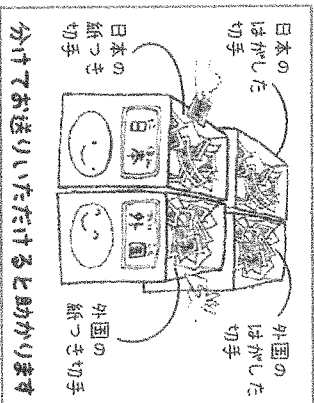 日本の
はがした
切手
外国の
はがした
切手
日本の
紙つき
切手
日本
外国
外国の
紙つき切手
分けてお送りいただけると助かります